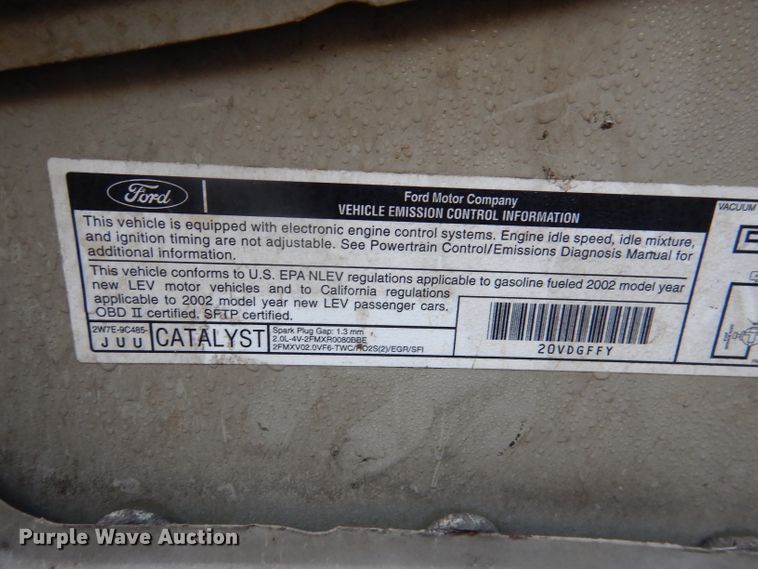 Ford
Ford Motor Company
VEHICLE EMISSION CONTROL INFORMATION
VACUUM
This vehicle is equipped with electronic engine control systems. Engine idle speed, idle mixture,
and ignition timing are not adjustable. See Powertrain Control/Emissions Diagnosis Manual for
additional information.
This vehicle conforms to U.S. EPA NLEV regulations applicable to gasoline fueled 2002 model year
new LEV motor vehicles and to California regulations
applicable to 2002 model year new LEV passenger cars.
OBD II certified. SFTP certified.
2W7E-9C485-
JUU
CATALYST
Spark Plug Gap: 1.3 mm
2.0L-4V-2FMXR0080BBE
2FMXV02.0VF6-TWC/HO2S(2)/EGR/SFI
20VDGFFY
Purple Wave Auction